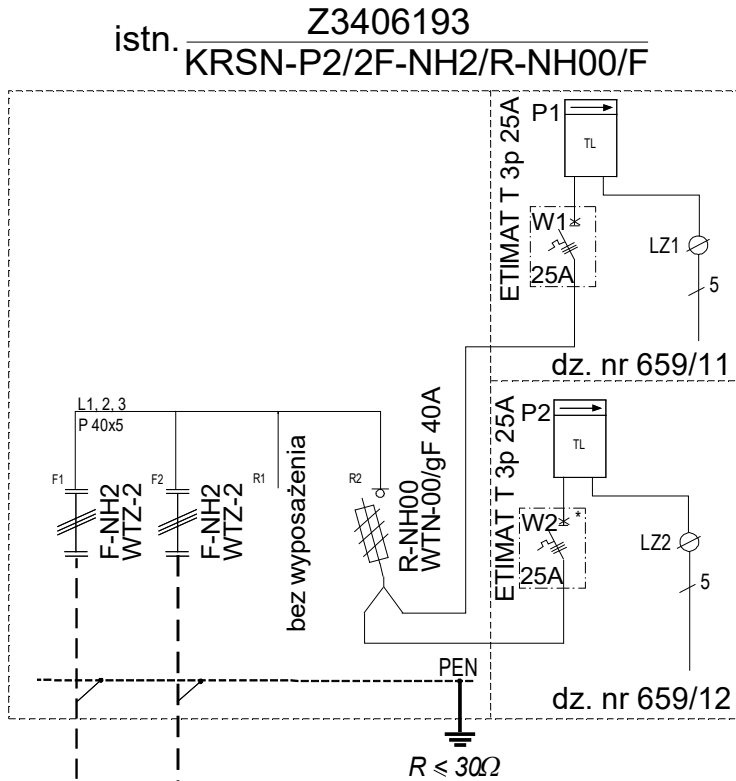 istn. Z3406193
KRSN-P2/2F-NH2/R-NH00/F
ETIMAT T 3p 25A
P1
TL
W1
25A
LZ1
5
dz. nr 659/11
L1, 2, 3
P 40x5
F1
F-NH2
WTZ-2
F2
F-NH2
WTZ-2
R1
bez wyposażenia
R2
R-NH00
WTN-00/gF 40A
ETIMAT T 3p 25A
P2
TL
W2 *
25A
LZ2
5
dz. nr 659/12
PEN
R ⩽ 30Ω